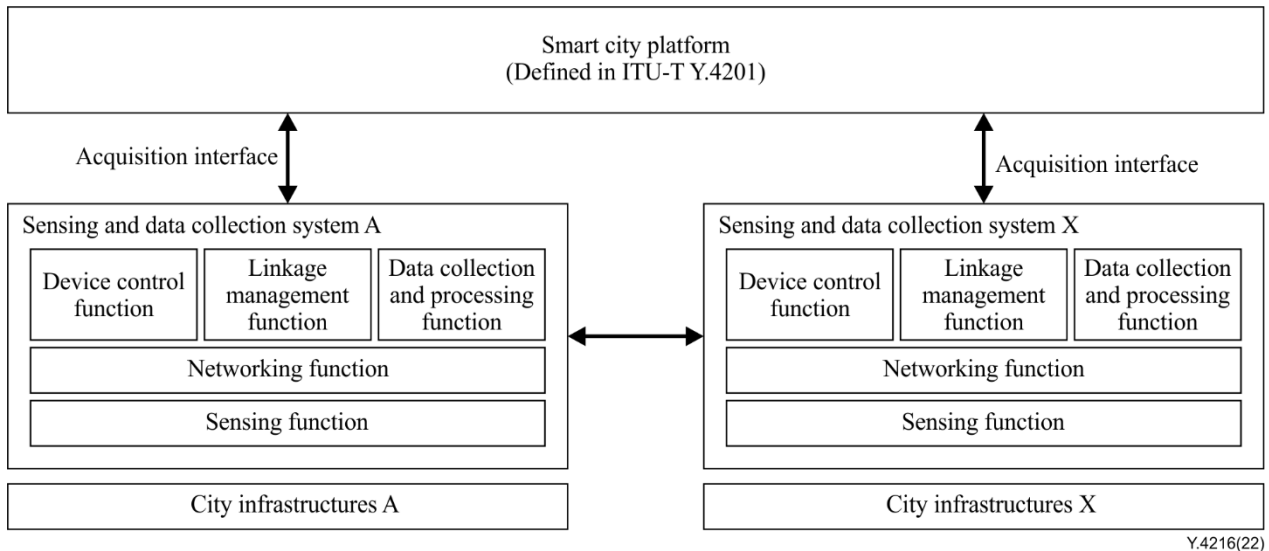 Smart city platform
(Defined in ITU-T Y.4201)
Acquisition interface
Acquisition interface
Sensing and data collection system A
Device control
function
Linkage
management
function
Data collection
and processing
function
Networking function
Sensing function
City infrastructures A
Sensing and data collection system X
Device control
function
Linkage
management
function
Data collection
and processing
function
Networking function
Sensing function
City infrastructures X
Y.4216(22)